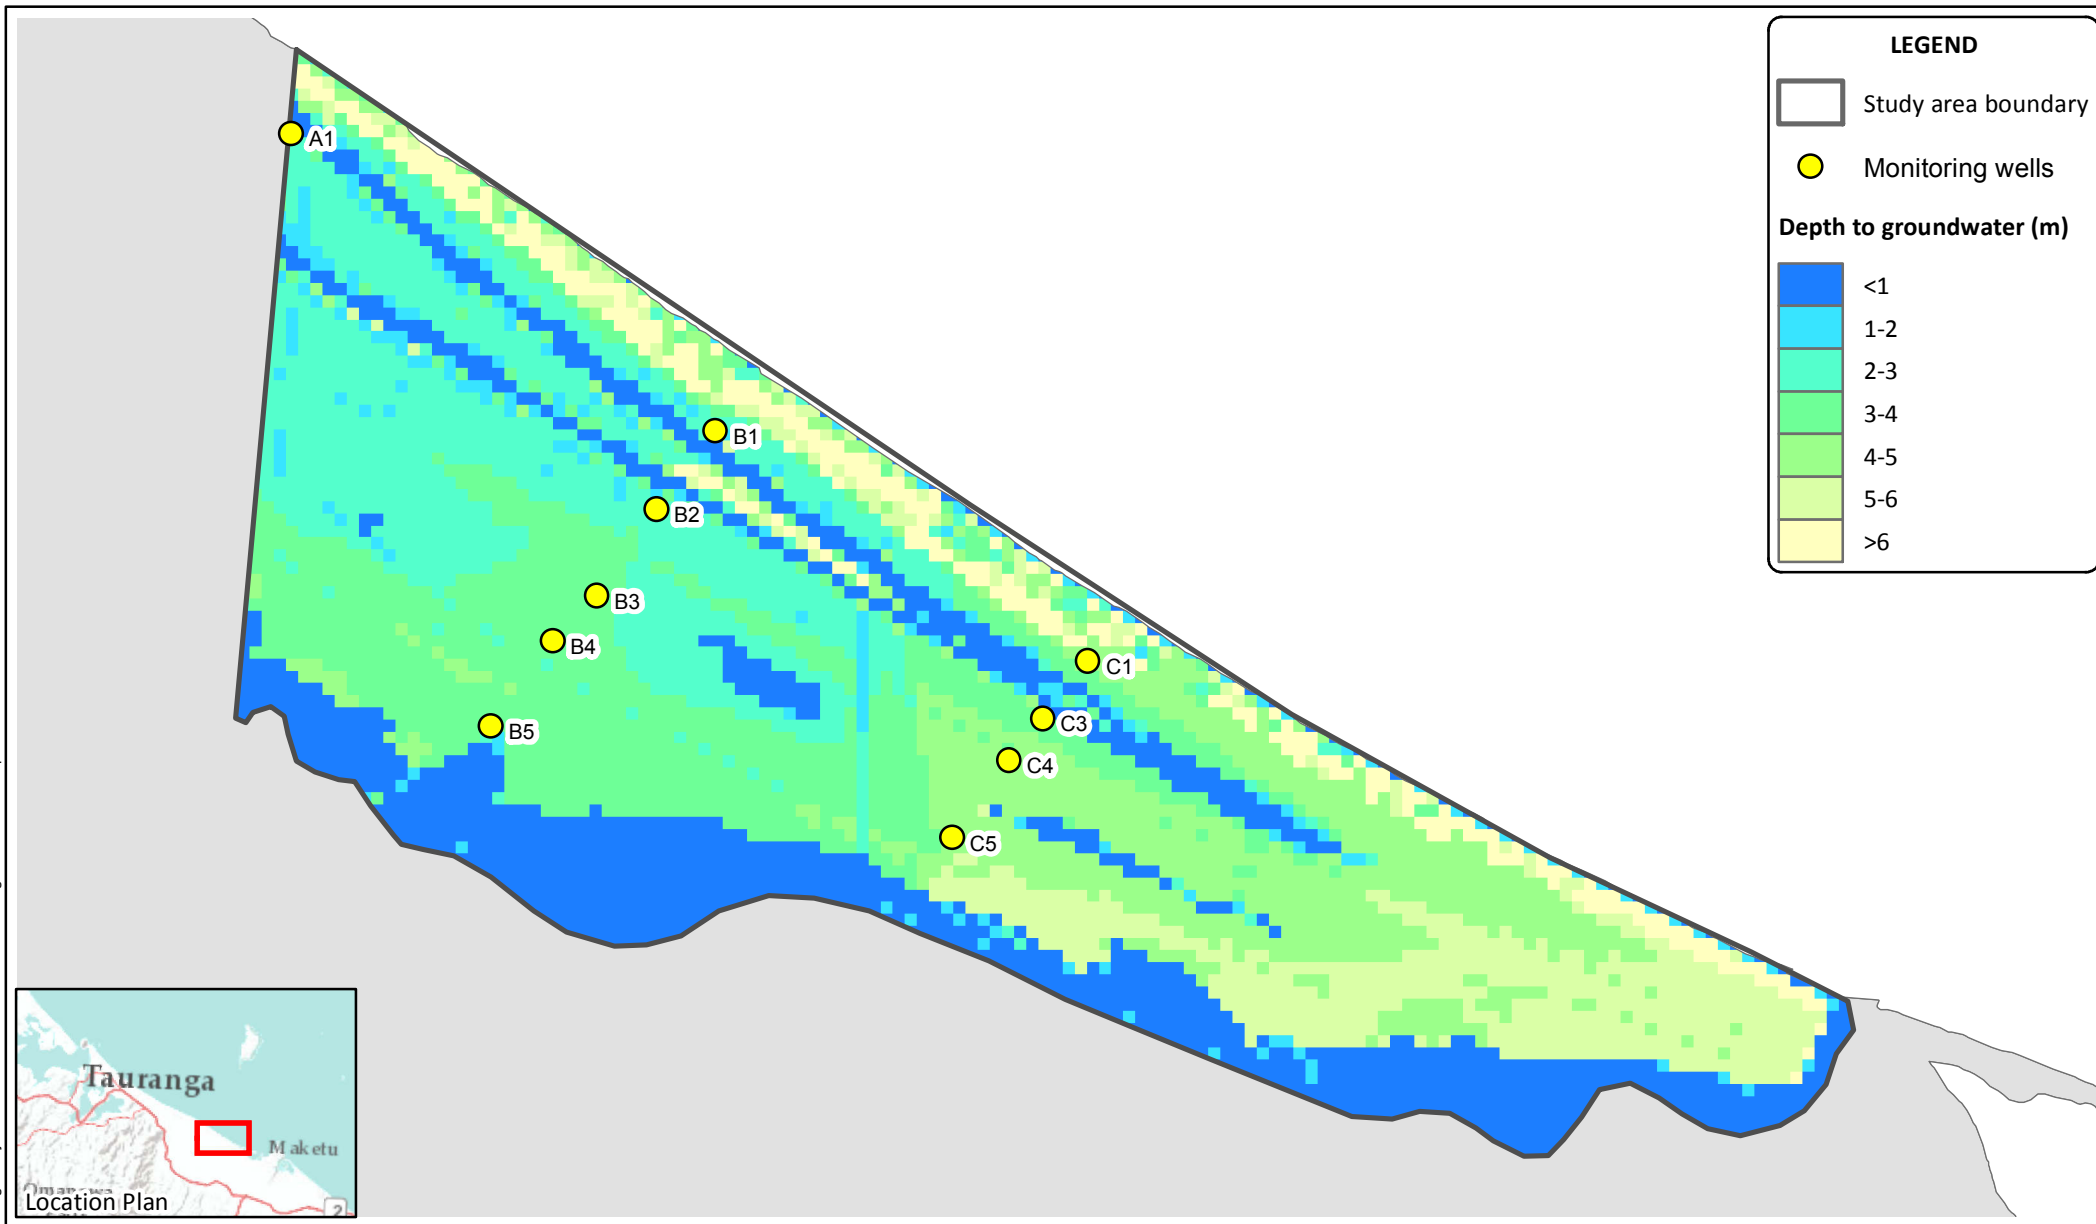 LEGEND
Study area boundary
Monitoring wells
Depth to groundwater (m)
<1
1-2
2-3
3-4
4-5
5-6
>6
A1
B1
B2
B3
B4
B5
C1
C3
C4
C5
Tauranga
Maketu
2
Location Plan